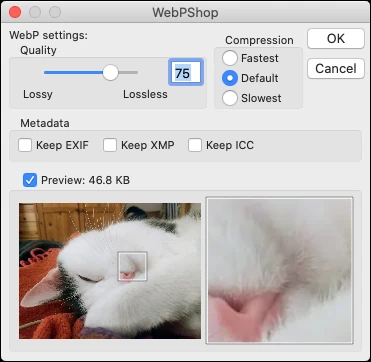 WebPShop
WebP settings:
Quality
75
Lossy
Lossless
Compression
Fastest
Default
Slowest
OK
Cancel
Metadata
Keep EXIF
Keep XMP
Keep ICC
Preview: 46.8 KB